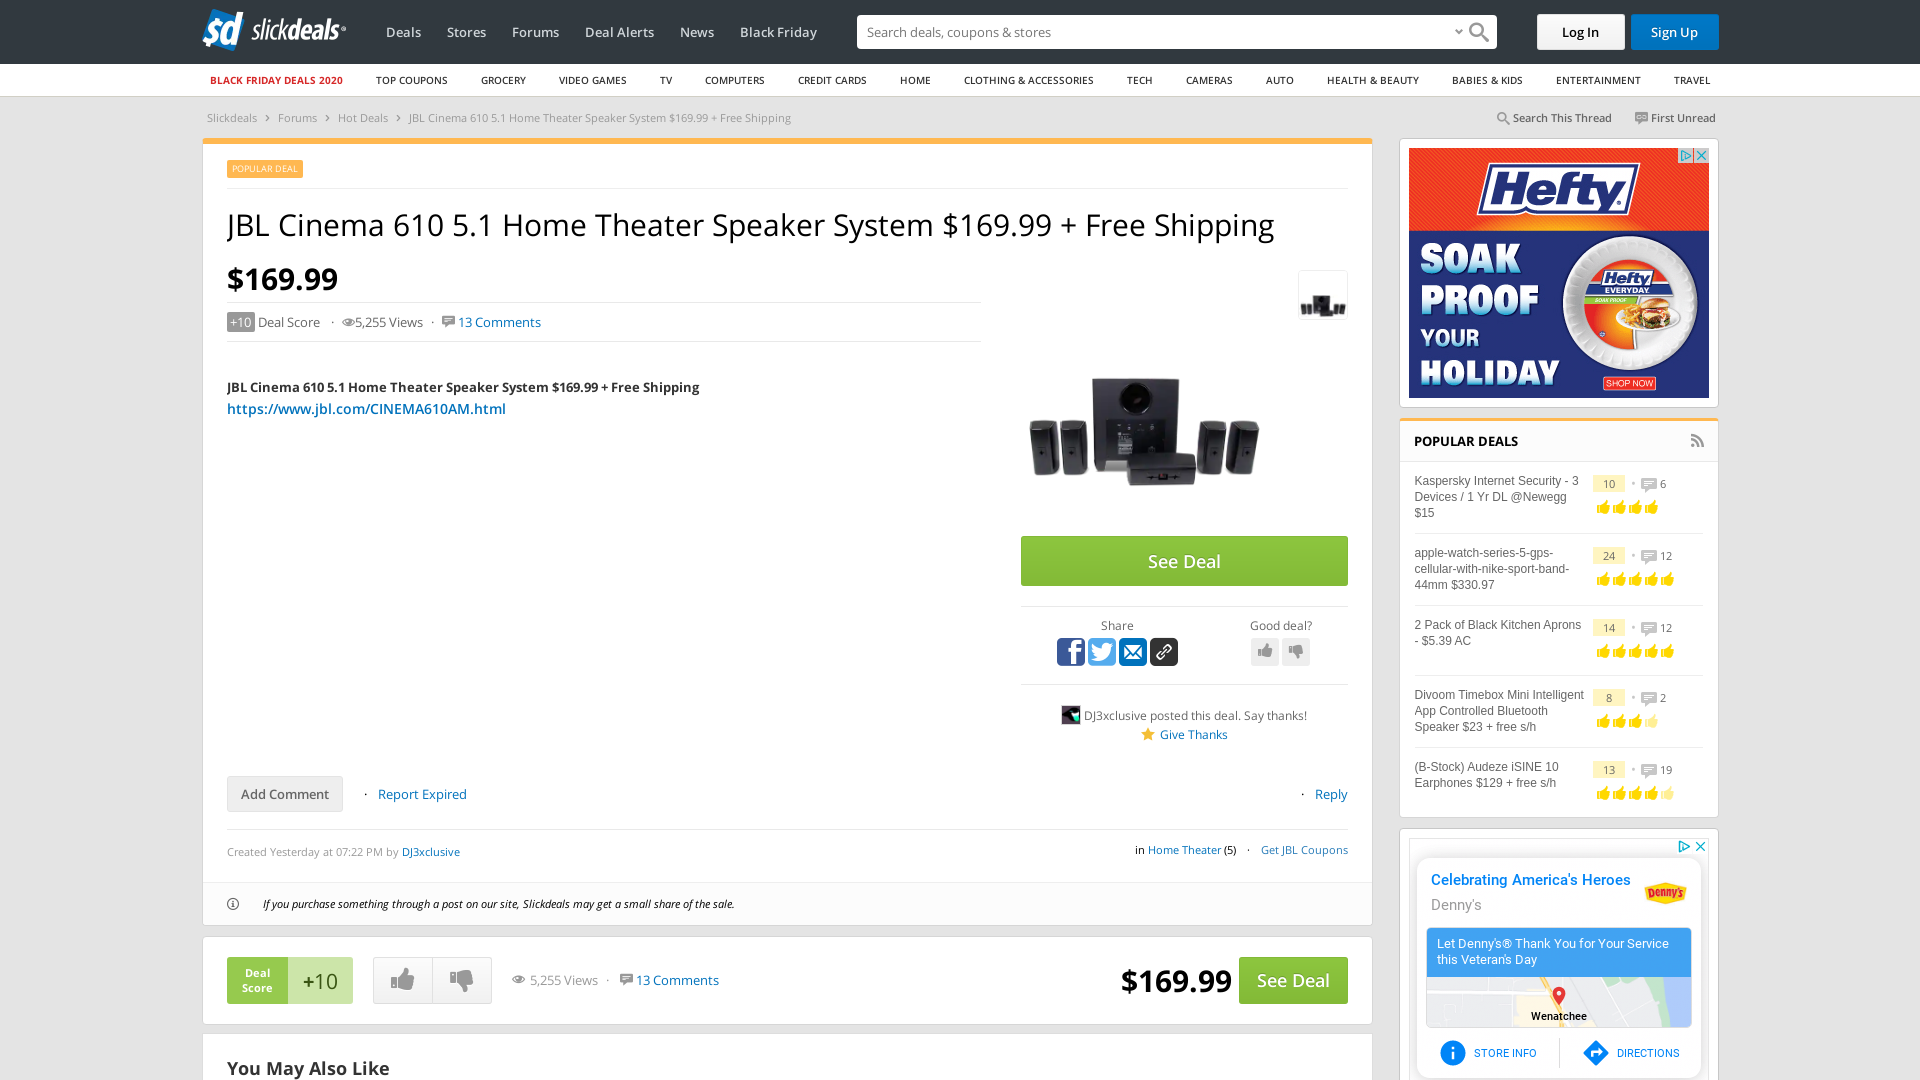 slickdeals
Deals Stores Forums Deal Alerts News Black Friday
Search deals, coupons & stores
Log In
Sign Up
BLACK FRIDAY DEALS 2020 TOP COUPONS GROCERY VIDEO GAMES TV COMPUTERS CREDIT CARDS HOME CLOTHING & ACCESSORIES TECH CAMERAS AUTO HEALTH & BEAUTY BABIES & KIDS ENTERTAINMENT TRAVEL
Slickdeals > Forums > Hot Deals > JBL Cinema 610 5.1 Home Theater Speaker System $169.99 + Free Shipping
Search This Thread First Unread
POPULAR DEAL
JBL Cinema 610 5.1 Home Theater Speaker System $169.99 + Free Shipping
$169.99
+10 Deal Score · 5,255 Views · 13 Comments
JBL Cinema 610 5.1 Home Theater Speaker System $169.99 + Free Shipping
https://www.jbl.com/CINEMA610AM.html
See Deal
Share
Good deal?
DJ3xclusive posted this deal. Say thanks!
Give Thanks
Add Comment · Report Expired
· Reply
Created Yesterday at 07:22 PM by DJ3xclusive
in Home Theater (5) · Get JBL Coupons
If you purchase something through a post on our site, Slickdeals may get a small share of the sale.
Deal
Score
+10
5,255 Views · 13 Comments
$169.99
See Deal
You May Also Like
Hefty
SOAK
PROOF
YOUR
HOLIDAY
Hefty
EVERYDAY
SOAK PROOF
SHOP NOW
POPULAR DEALS
Kaspersky Internet Security - 3
Devices / 1 Yr DL @Newegg
$15
10 • 6
apple-watch-series-5-gps-
cellular-with-nike-sport-band-
44mm $330.97
24 • 12
2 Pack of Black Kitchen Aprons
- $5.39 AC
14 • 12
Divoom Timebox Mini Intelligent
App Controlled Bluetooth
Speaker $23 + free s/h
8 • 2
(B-Stock) Audeze iSINE 10
Earphones $129 + free s/h
13 • 19
Celebrating America's Heroes
Denny's
Denny's
Let Denny's® Thank You for Your Service
this Veteran's Day
Wenatchee
STORE INFO
DIRECTIONS